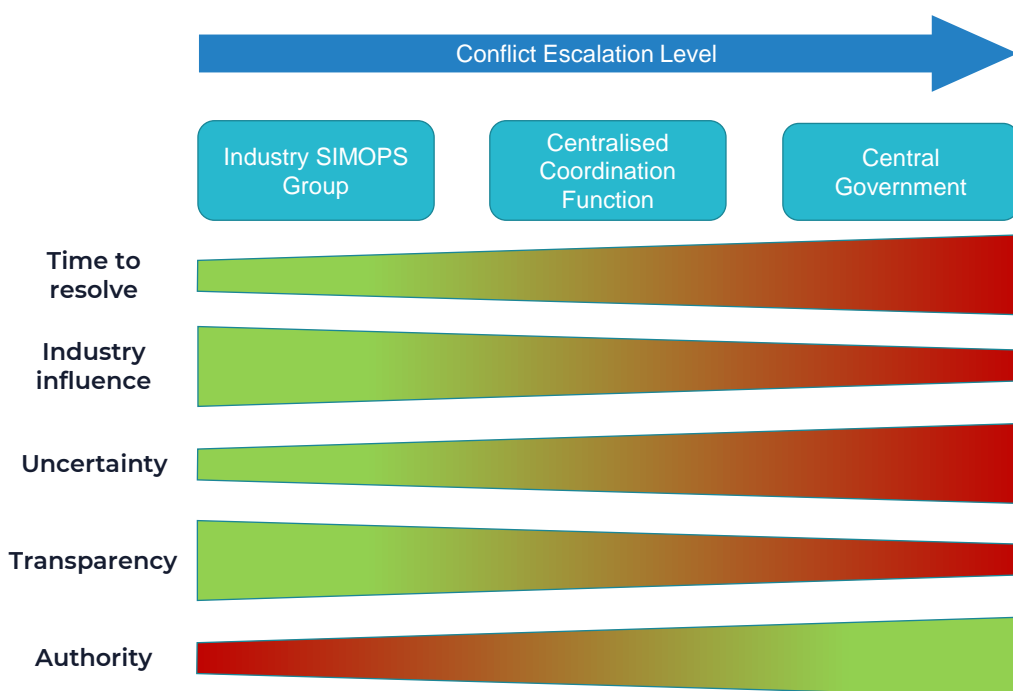 Conflict Escalation Level
Industry SIMOPS
Group
Centralised
Coordination
Function
Central
Government
Time to
resolve
Industry
influence
Uncertainty
Transparency
Authority